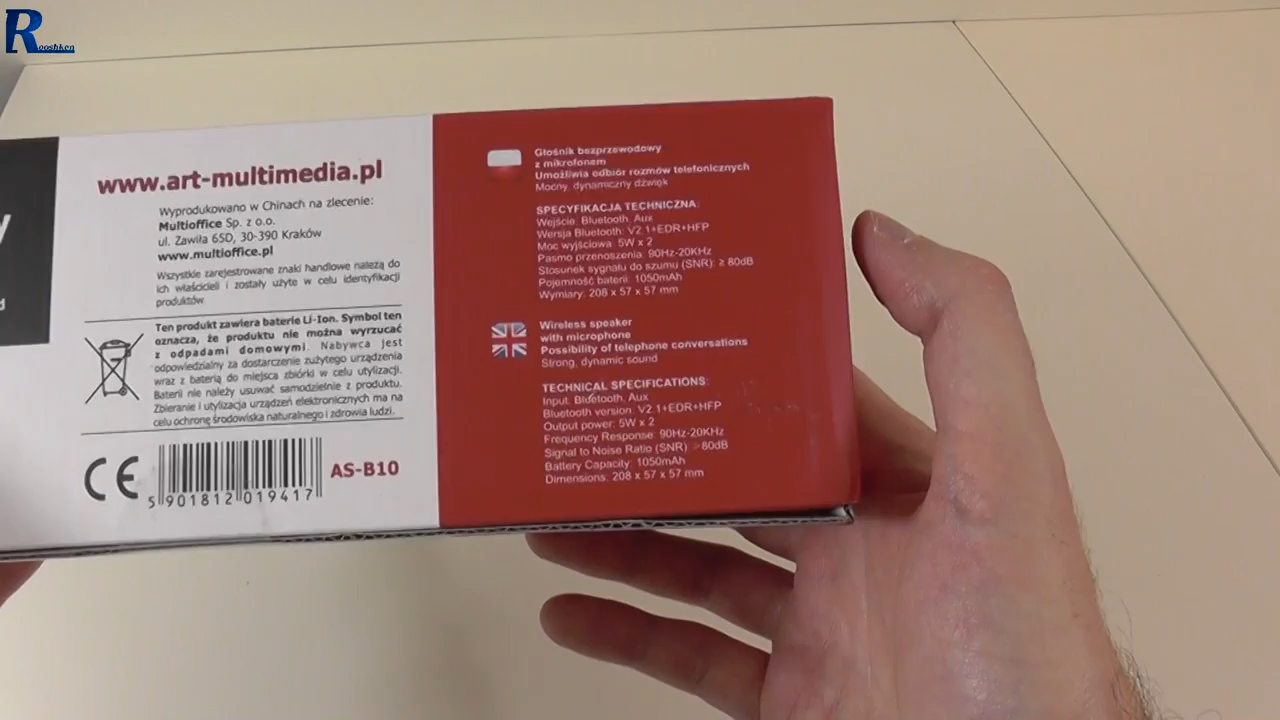 Rooshken
www.art-multimedia.pl
Wyprodukowano w Chinach na zlecenie:
Multioffice Sp. z o.o.
ul. Zawiła 65D, 30-390 Kraków
www.multioffice.pl
Wszystkie zarejestrowane znaki handlowe należą do
ich właścicieli i zostały użyte w celu identyfikacji
produktów
Ten produkt zawiera baterie Li-Ion. Symbol ten
oznacza, że produktu nie można wyrzucać
z odpadami domowymi. Nabywca jest
odpowiedzialny za dostarczenie zużytego urządzenia
wraz z baterią do miejsca zbiórki w celu utylizacji.
Baterii nie należy usuwać samodzielnie z produktu.
Zbieranie i utylizacja urządzeń elektronicznych ma na
celu ochronę środowiska naturalnego i zdrowia ludzi.
CE
5 901812 019417
AS-B10
Głośnik bezprzewodowy
z mikrofonem
Umożliwia odbiór rozmów telefonicznych
Mocny, dynamiczny dźwięk
SPECYFIKACJA TECHNICZNA:
Wejście: Bluetooth, Aux
Wersja Bluetooth: V2.1+EDR+HFP
Moc wyjściowa: 5W x 2
Pasmo przenoszenia: 90Hz-20KHz
Stosunek sygnału do szumu (SNR): ≥ 80dB
Pojemność baterii: 1050mAh
Wymiary: 208 x 57 x 57 mm
Wireless speaker
with microphone
Possibility of telephone conversations
Strong, dynamic sound
TECHNICAL SPECIFICATIONS:
Input: Bluetooth, Aux
Bluetooth version: V2.1+EDR+HFP
Output power: 5W x 2
Frequency Response: 90Hz-20KHz
Signal to Noise Ratio (SNR): ≥ 80dB
Battery Capacity: 1050mAh
Dimensions: 208 x 57 x 57 mm